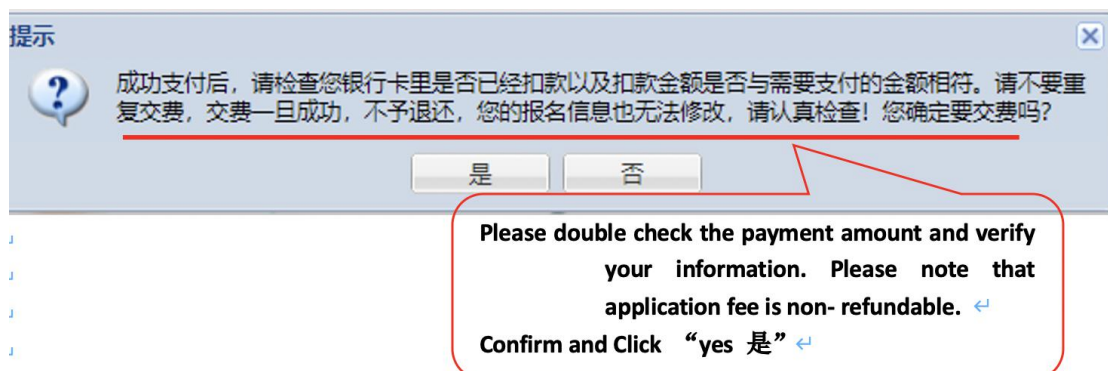 提示
成功支付后，请检查您银行卡里是否已经扣款以及扣款金额是否与需要支付的金额相符。请不要重
复交费，交费一旦成功，不予退还，您的报名信息也无法修改，请认真检查！您确定要交费吗？
是 否
Please double check the payment amount and verify
your information. Please note that
application fee is non- refundable.
Confirm and Click “yes 是”